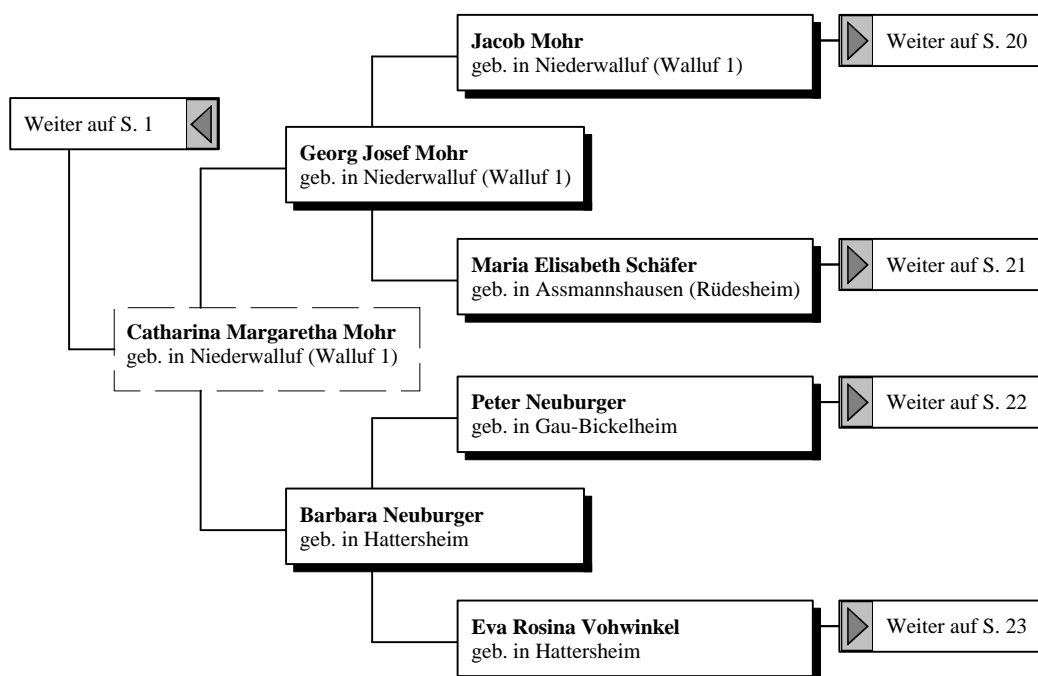 Jacob Mohr
geb. in Niederwalluf (Walluf 1)
Weiter auf S. 20
Weiter auf S. 1
Georg Josef Mohr
geb. in Niederwalluf (Walluf 1)
Maria Elisabeth Schäfer
geb. in Assmannshausen (Rüdesheim)
Weiter auf S. 21
Catharina Margaretha Mohr
geb. in Niederwalluf (Walluf 1)
Peter Neuburger
geb. in Gau-Bickelheim
Weiter auf S. 22
Barbara Neuburger
geb. in Hattersheim
Eva Rosina Vohwinkel
geb. in Hattersheim
Weiter auf S. 23